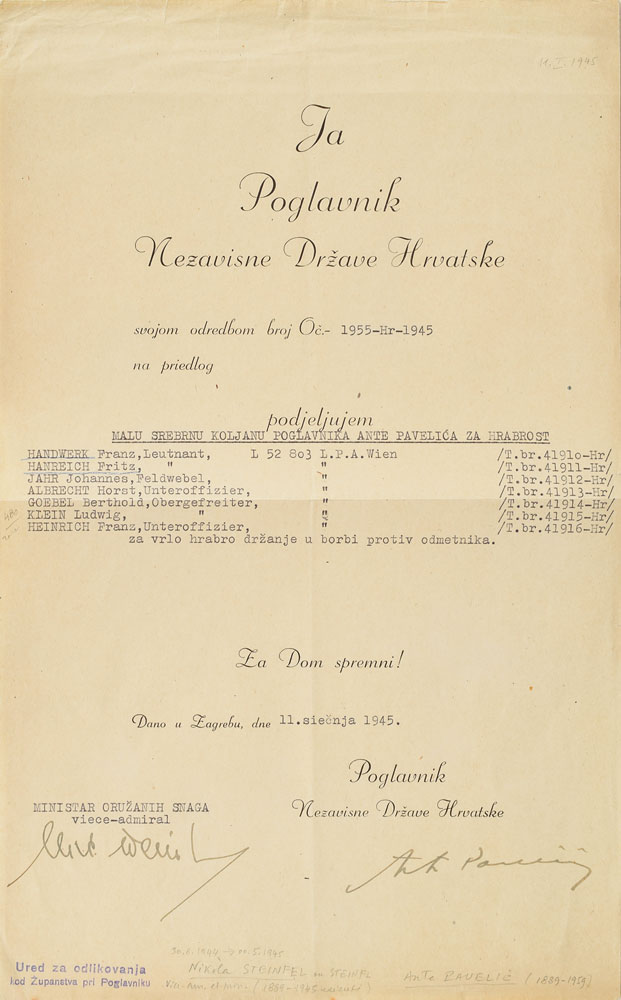 11.I.1945
Ja
Poglavnik
Nezavisne Države Hrvatske
svojom odredbom broj Oč.- 1955-Hr-1945
na priedlog
podjeljujem
MALU SREBRNU KOLJANU POGLAVNIKA ANTE PAVELIĆA ZA HRABROST
HANDWERK Franz,Leutnant, L 52 803 L.P.A.Wien /T.br.41910-Hr/
HANREICH Fritz, " " /T.br.41911-Hr/
JAHR Johannes,Feldwebel, " /T.br.41912-Hr/
ALBRECHT Horst,Unteroffizier, " /T.br.41913-Hr/
GOEBEL Berthold,Obergefreiter, " /T.br.41914-Hr/
KLEIN Ludwig, " " /T.br.41915-Hr/
HEINRICH Franz,Unteroffizier, " /T.br.41916-Hr/
za vrlo hrabro držanje u borbi protiv odmetnika.
Za Dom spremni!
Dano u Zagrebu, dne 11.siečnja 1945.
Poglavnik
Nezavisne Države Hrvatske
MINISTAR ORUŽANIH SNAGA
viece-admiral
Ured za odlikovanja
kod Županstva pri Poglavniku
Nikola STEINFEL ou STEINFL
Ante PAVELIĆ (1889-1959)